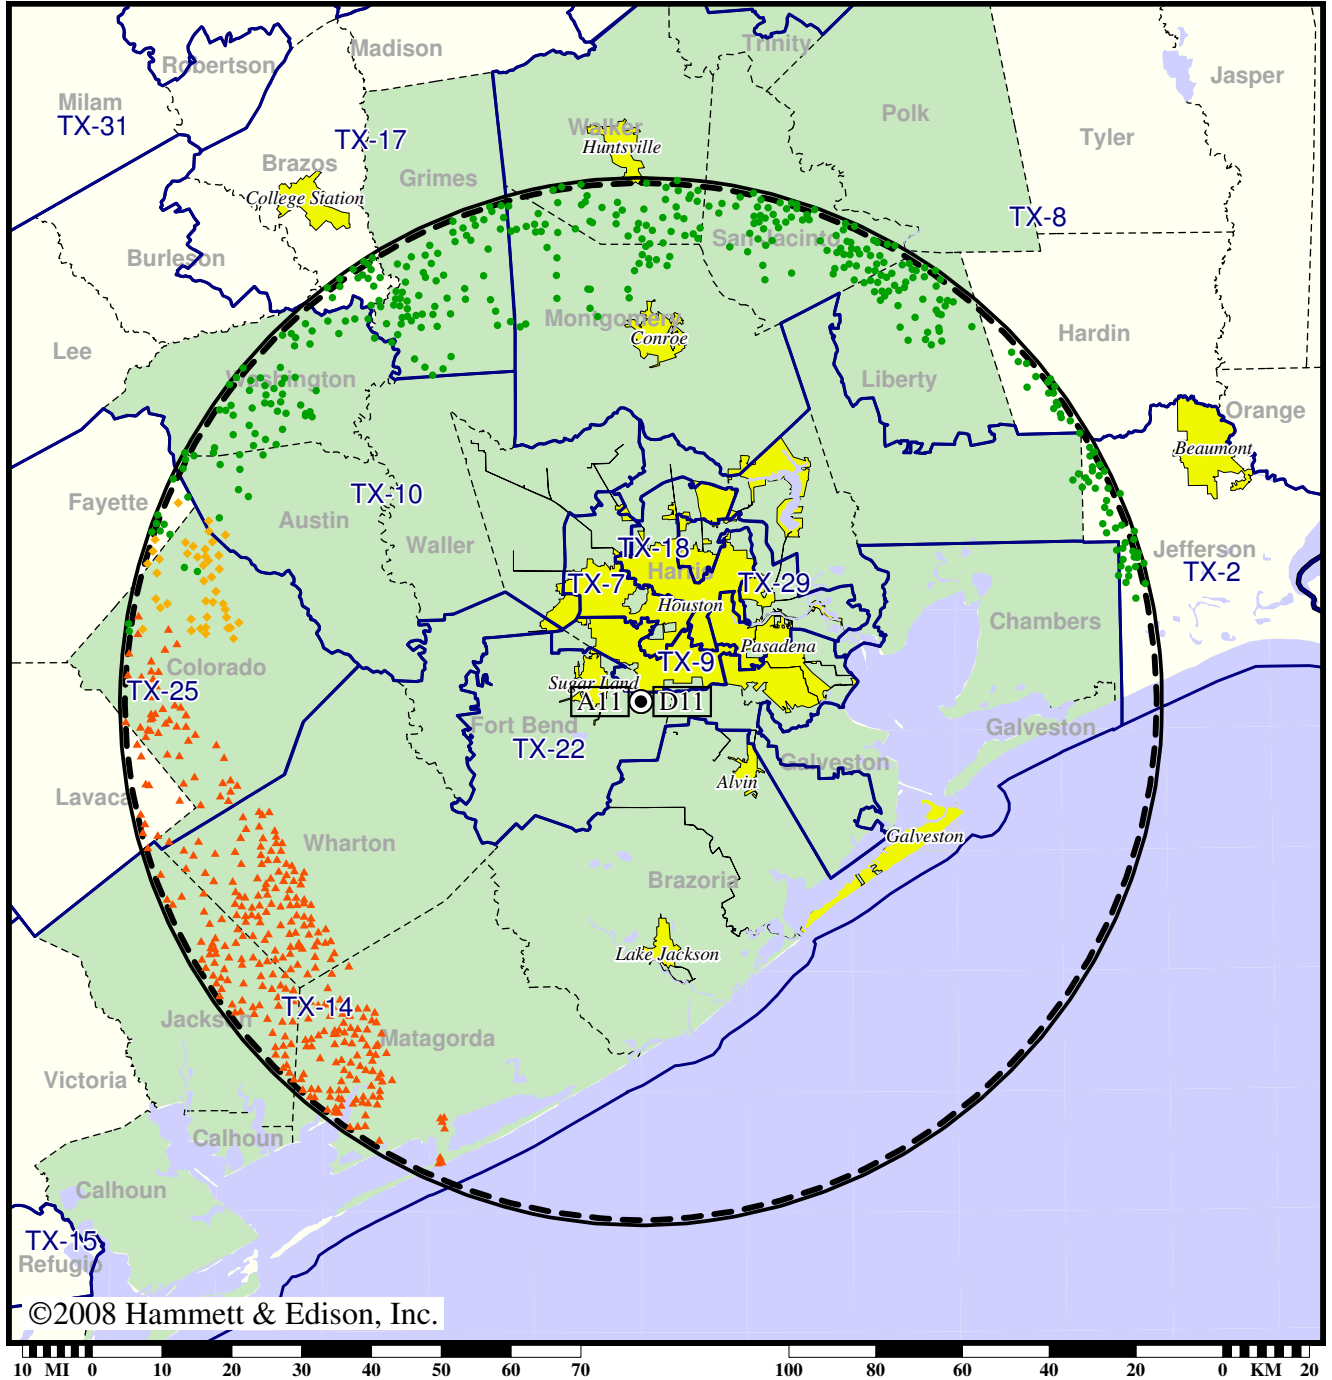 Madison
Trinity
Robertson
Jasper
Milam
TX-31
Polk
Walker
Tyler
TX-17
Huntsville
Brazos
Grimes
College Station
TX-8
San Jacinto
Burleson
Montgomery
Conroe
Hardin
Lee
Washington
Liberty
Orange
Beaumont
Fayette
TX-10
Austin
Waller
TX-18
Jefferson
TX-2
Harris
TX-7
TX-29
Houston
Chambers
Pasadena
TX-9
Colorado
Sugar Land
TX-25
A11
D11
Fort Bend
Galveston
TX-22
Galveston
Alvin
Lavaca
Galveston
Wharton
Brazoria
Lake Jackson
TX-14
Jackson
Matagorda
Victoria
Calhoun
Calhoun
TX-15
Refugio
©2008 Hammett & Edison, Inc.
10 MI 0 10 20 30 40 50 60 70 100 80 60 40 20 0 KM 20